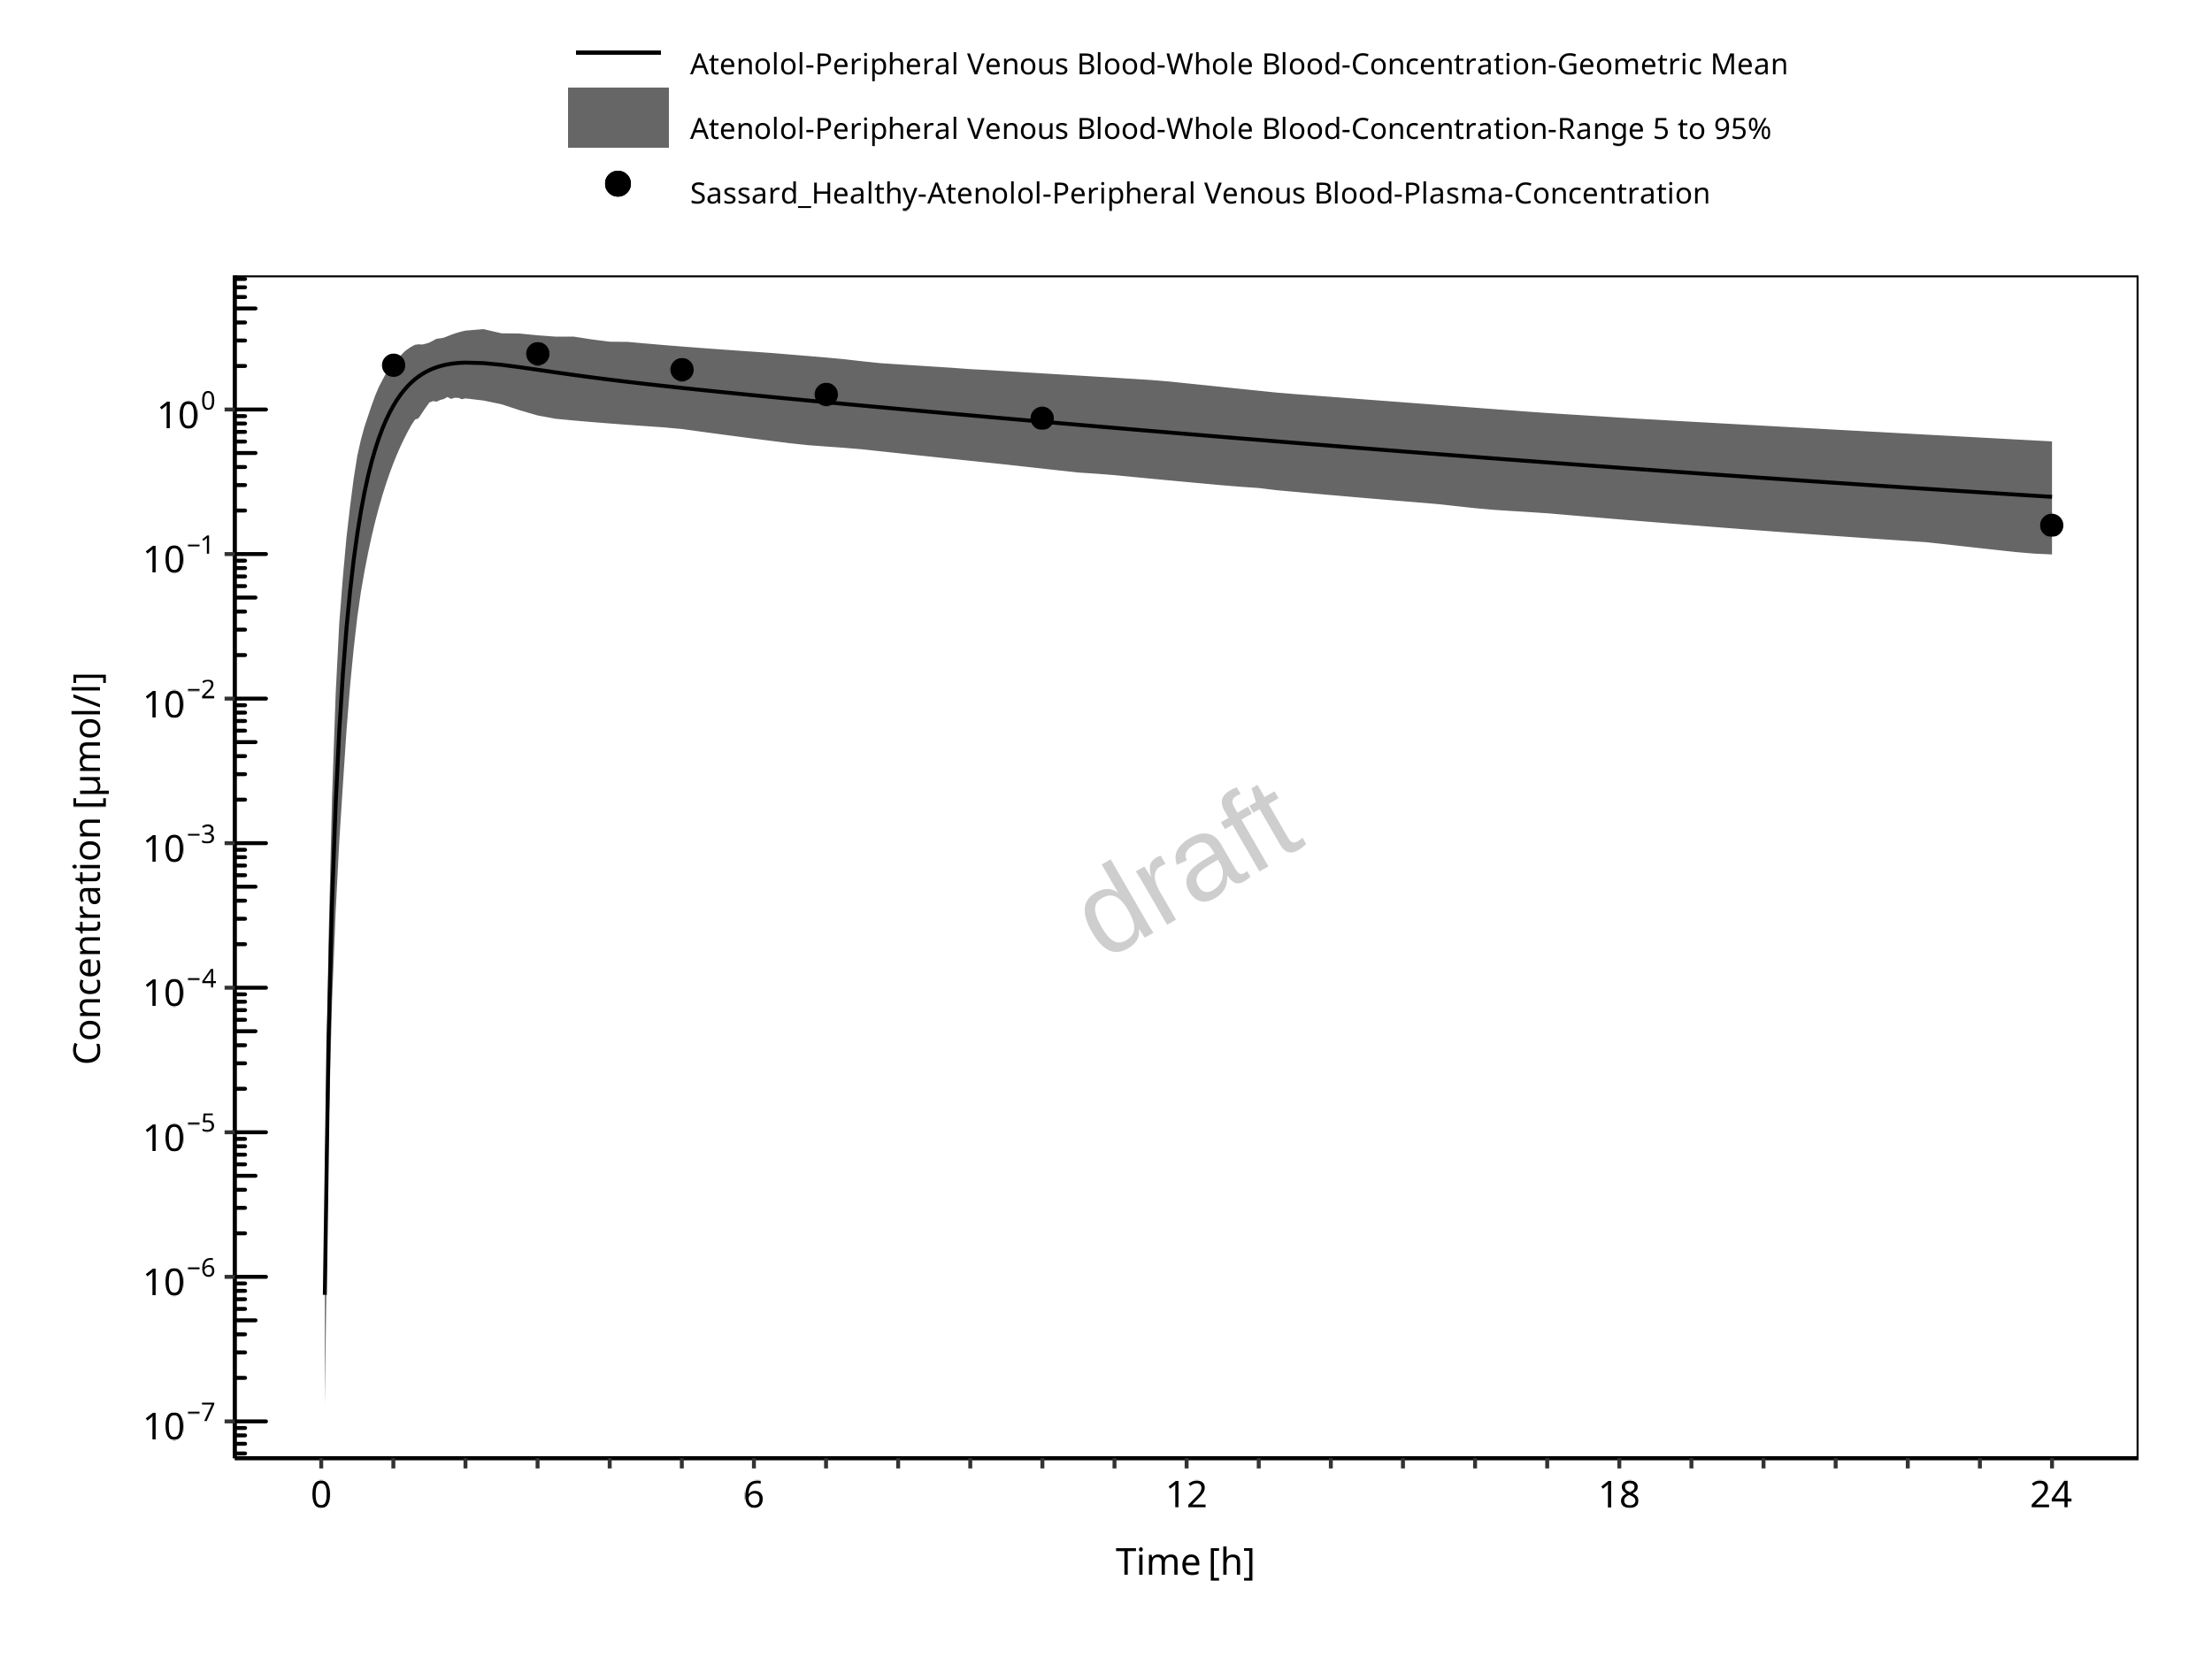 Atenolol-Peripheral Venous Blood-Whole Blood-Concentration-Geometric Mean
Atenolol-Peripheral Venous Blood-Whole Blood-Concentration-Range 5 to 95%
Sassard_Healthy-Atenolol-Peripheral Venous Blood-Plasma-Concentration
10⁰
10⁻¹
10⁻²
10⁻³
10⁻⁴
10⁻⁵
10⁻⁶
10⁻⁷
Concentration [µmol/l]
draft
0 6 12 18 24
Time [h]